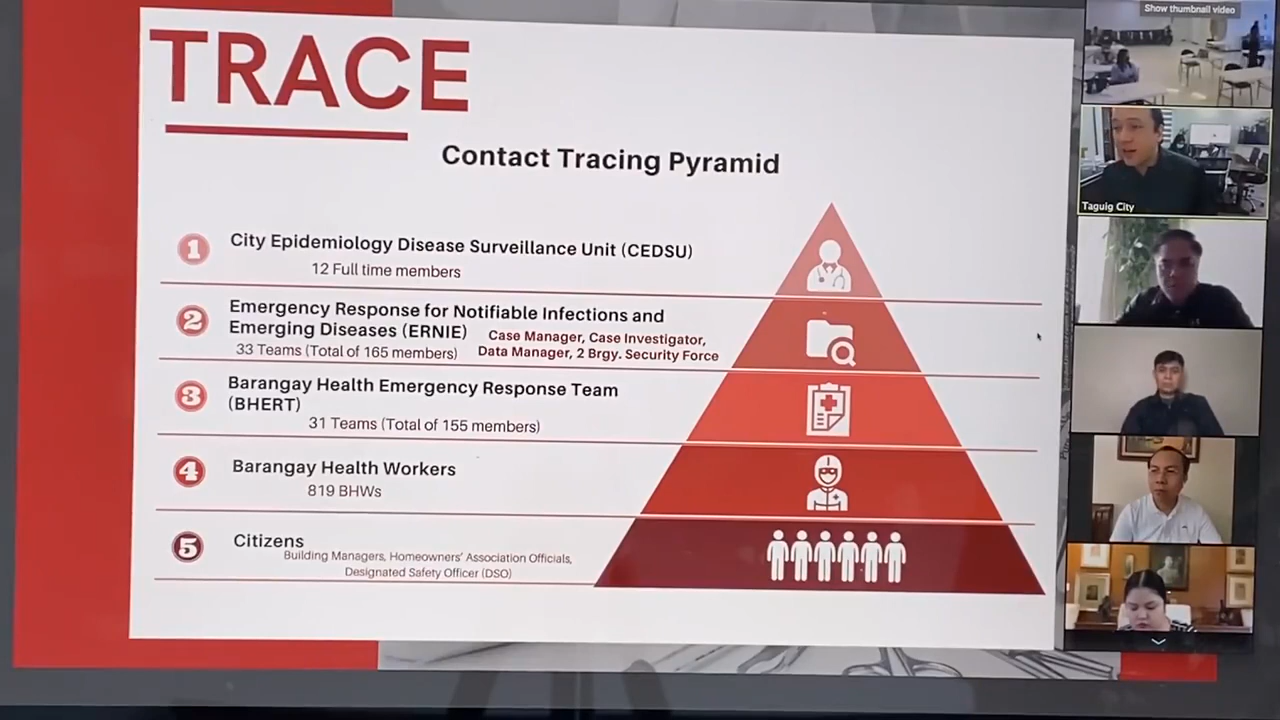 TRACE
Contact Tracing Pyramid
1
City Epidemiology Disease Surveillance Unit (CEDSU)
12 Full time members
2
Emergency Response for Notifiable Infections and
Emerging Diseases (ERNIE)
Case Manager, Case Investigator,
33 Teams (Total of 165 members)
Data Manager, 2 Brgy. Security Force
3
Barangay Health Emergency Response Team
(BHERT)
31 Teams (Total of 155 members)
4
Barangay Health Workers
819 BHWs
5
Citizens
Building Managers, Homeowners' Association Officials,
Designated Safety Officer (DSO)
Show thumbnail video
Taguig City